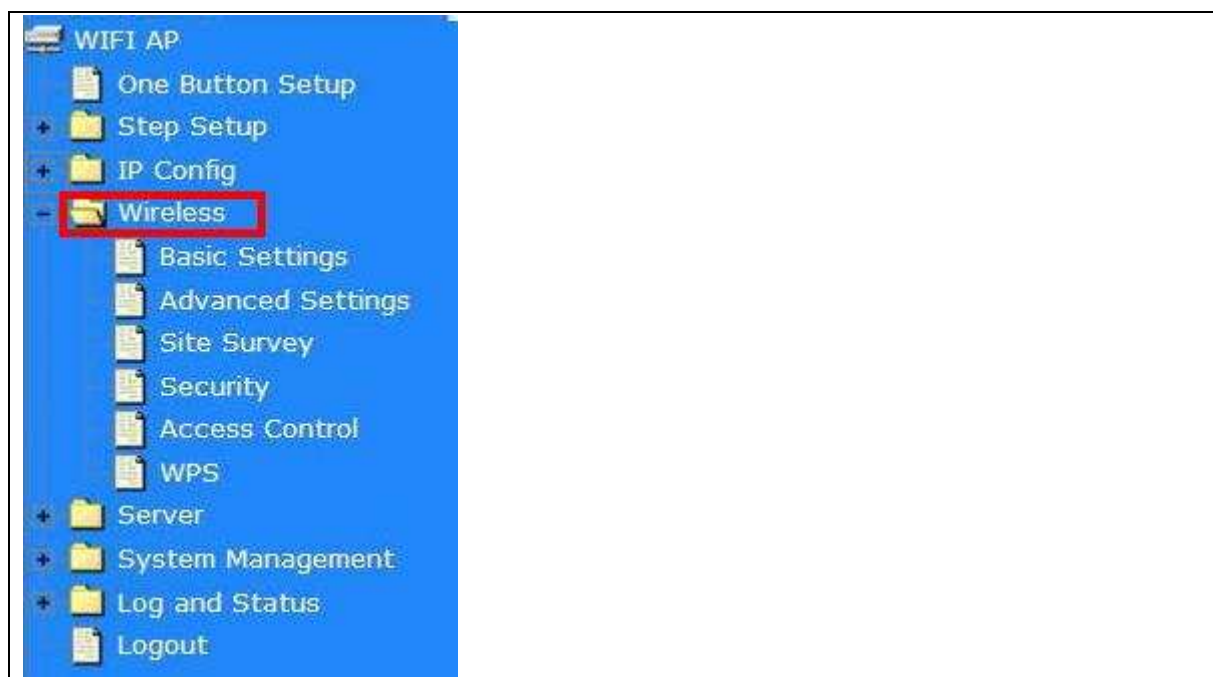 WIFI AP
One Button Setup
Step Setup
IP Config
Wireless
Basic Settings
Advanced Settings
Site Survey
Security
Access Control
WPS
Server
System Management
Log and Status
Logout